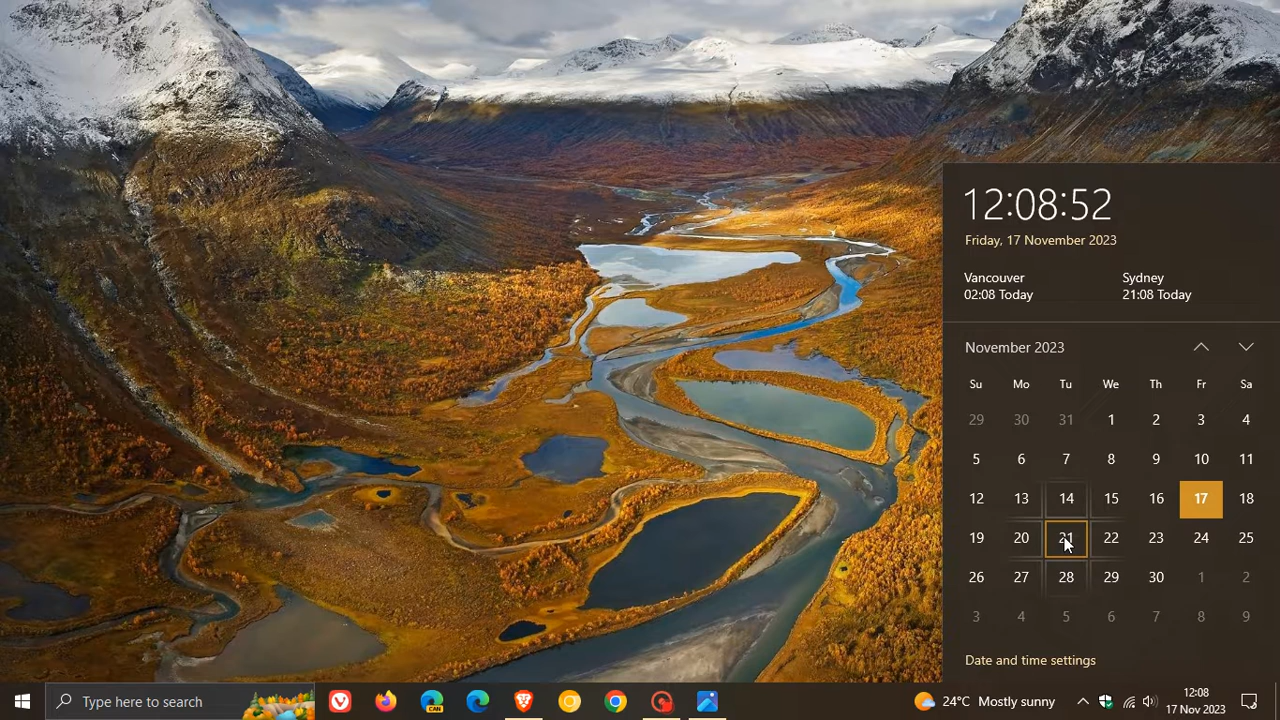 12:08:52
Friday, 17 November 2023
Vancouver Sydney
02:08 Today 21:08 Today
November 2023
Su Mo Tu We Th Fr Sa
29 30 31 1 2 3 4
5 6 7 8 9 10 11
12 13 14 15 16 17 18
19 20 21 22 23 24 25
26 27 28 29 30 1 2
3 4 5 6 7 8 9
Date and time settings
Type here to search
CAN
24°C Mostly sunny
12:08
17 Nov 2023